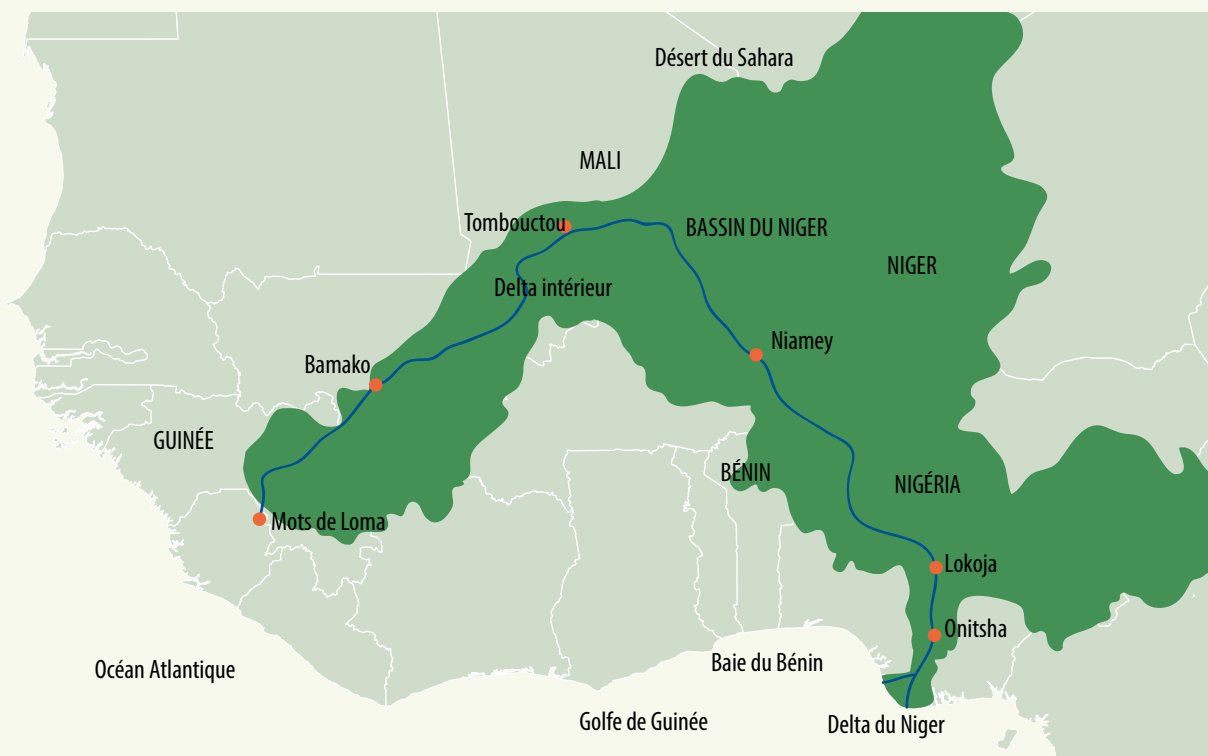 Désert du Sahara
MALI
Tombouctou
BASSIN DU NIGER
NIGER
Delta intérieur
Niamey
Bamako
GUINÉE
BÉNIN
NIGÉRIA
Mots de Loma
Lokoja
Onitsha
Océan Atlantique
Baie du Bénin
Golfe de Guinée
Delta du Niger